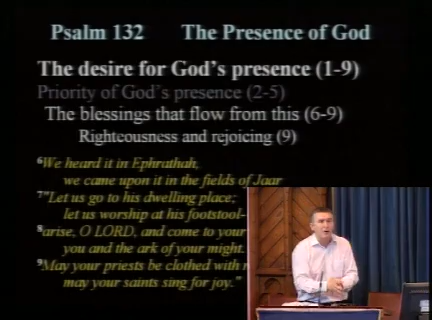 Psalm 132 The Presence of God
The desire for God's presence (1-9)
Priority of God's presence (2-5)
The blessings that flow from this (6-9)
Righteousness and rejoicing (9)
6We heard it in Ephrathah,
we came upon it in the fields of Jaar
7"Let us go to his dwelling place;
let us worship at his footstool-
8arise, O LORD, and come to your
you and the ark of your might.
9May your priests be clothed with
may your saints sing for joy."